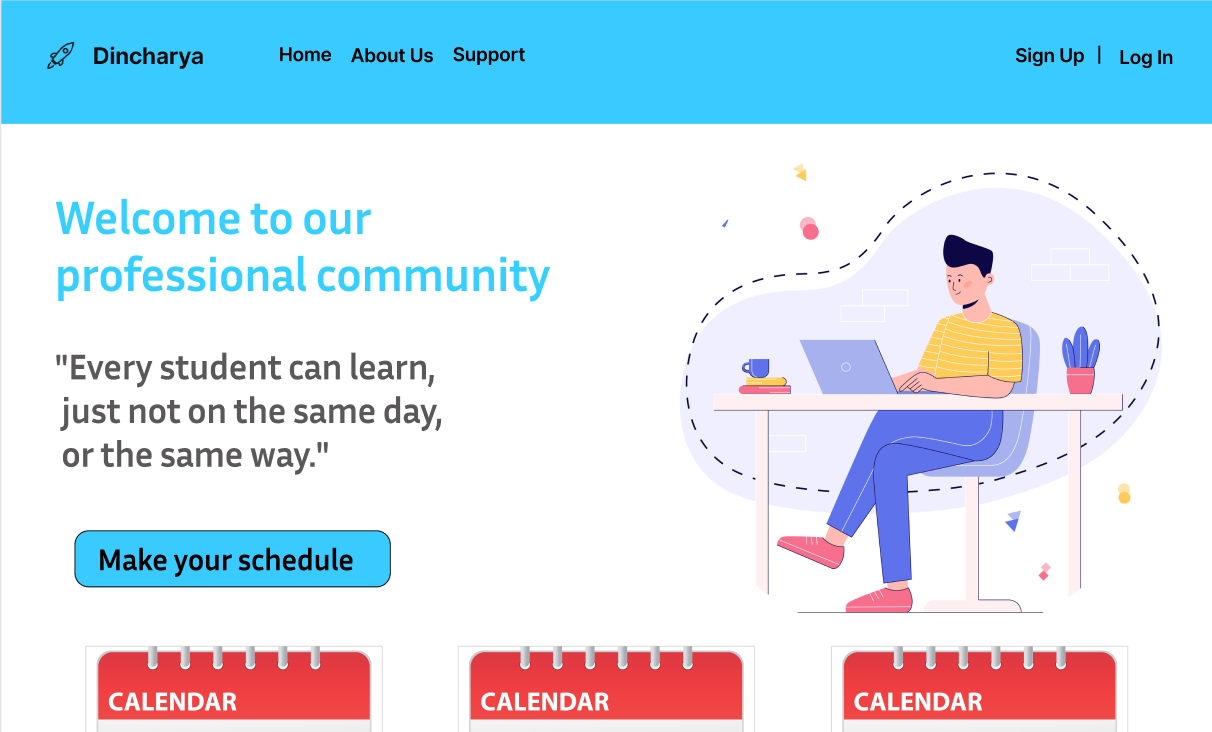 Dincharya
Home About Us Support
Sign Up | Log In
Welcome to our
professional community
"Every student can learn,
just not on the same day,
or the same way."
Make your schedule
CALENDAR
CALENDAR
CALENDAR